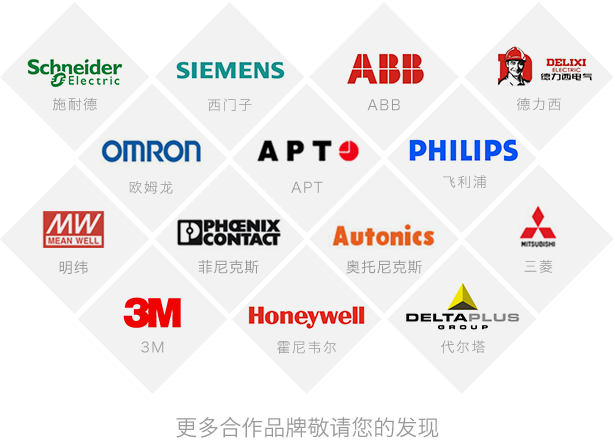 Schneider
Electric
施耐德
SIEMENS
西门子
ABB
ABB
DELIXI
ELECTRIC
德力西电气
德力西
OMRON
欧姆龙
APT
APT
PHILIPS
飞利浦
MW
MEAN WELL
明纬
PHŒNIX
CONTACT
菲尼克斯
Autonics
奥托尼克斯
MITSUBISHI
三菱
3M
3M
Honeywell
霍尼韦尔
DELTAPLUS
GROUP
代尔塔
更多合作品牌敬请您的发现